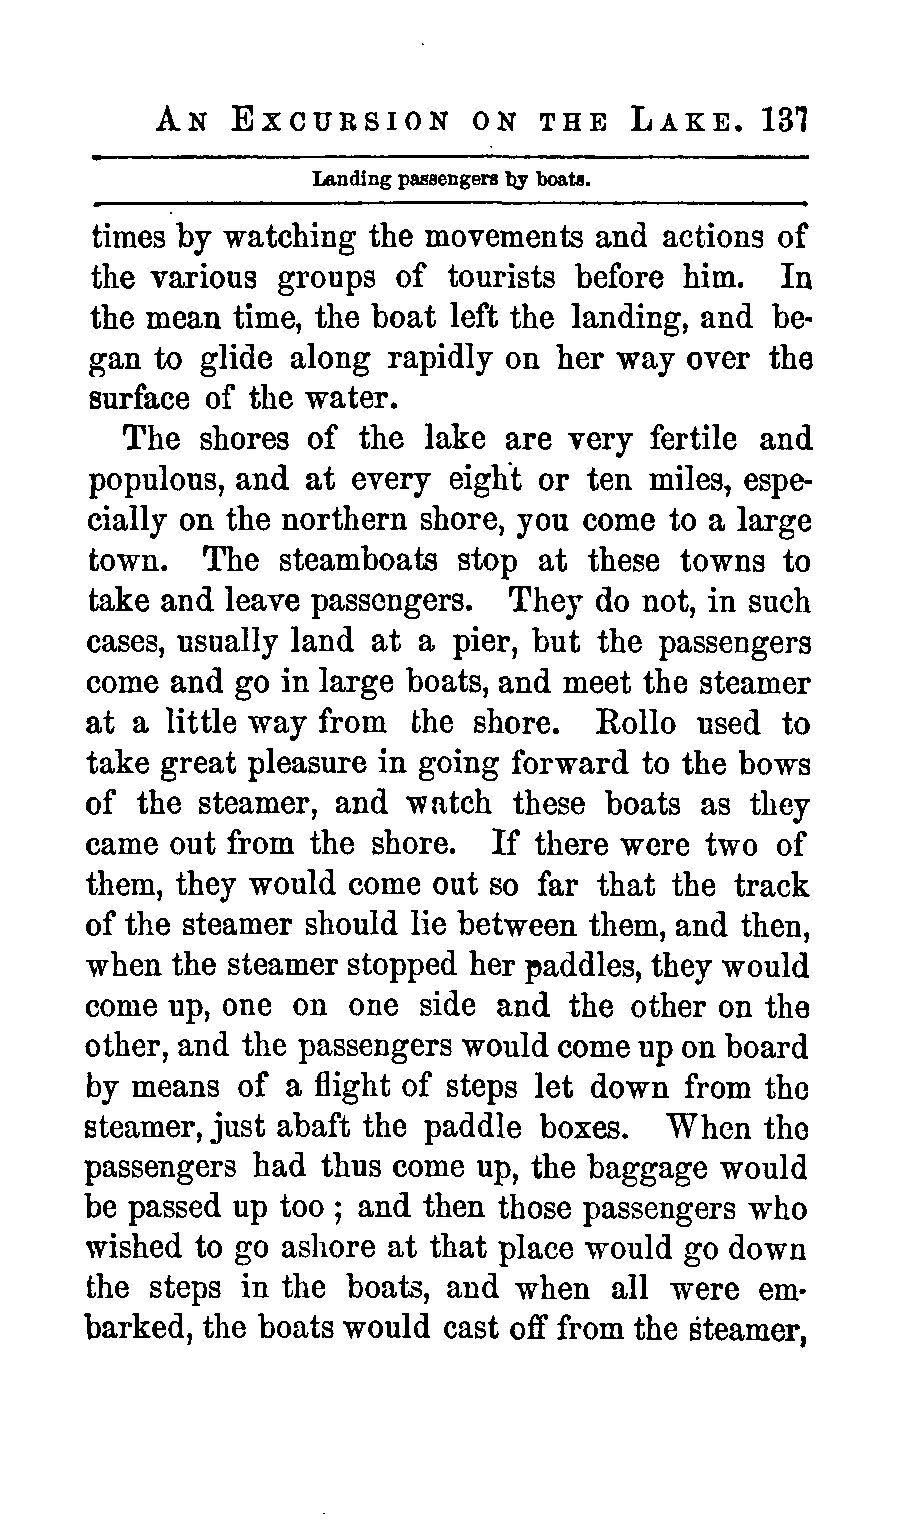 AN EXCURSION ON THE LAKE. 137
Landing passengers by boats.
times by watching the movements and actions of
the various groups of tourists before him. In
the mean time, the boat left the landing, and be-
gan to glide along rapidly on her way over the
surface of the water.
The shores of the lake are very fertile and
populous, and at every eight or ten miles, espe-
cially on the northern shore, you come to a large
town. The steamboats stop at these towns to
take and leave passengers. They do not, in such
cases, usually land at a pier, but the passengers
come and go in large boats, and meet the steamer
at a little way from the shore. Rollo used to
take great pleasure in going forward to the bows
of the steamer, and watch these boats as they
came out from the shore. If there were two of
them, they would come out so far that the track
of the steamer should lie between them, and then,
when the steamer stopped her paddles, they would
come up, one on one side and the other on the
other, and the passengers would come up on board
by means of a flight of steps let down from the
steamer, just abaft the paddle boxes. When the
passengers had thus come up, the baggage would
be passed up too ; and then those passengers who
wished to go ashore at that place would go down
the steps in the boats, and when all were em-
barked, the boats would cast off from the steamer,